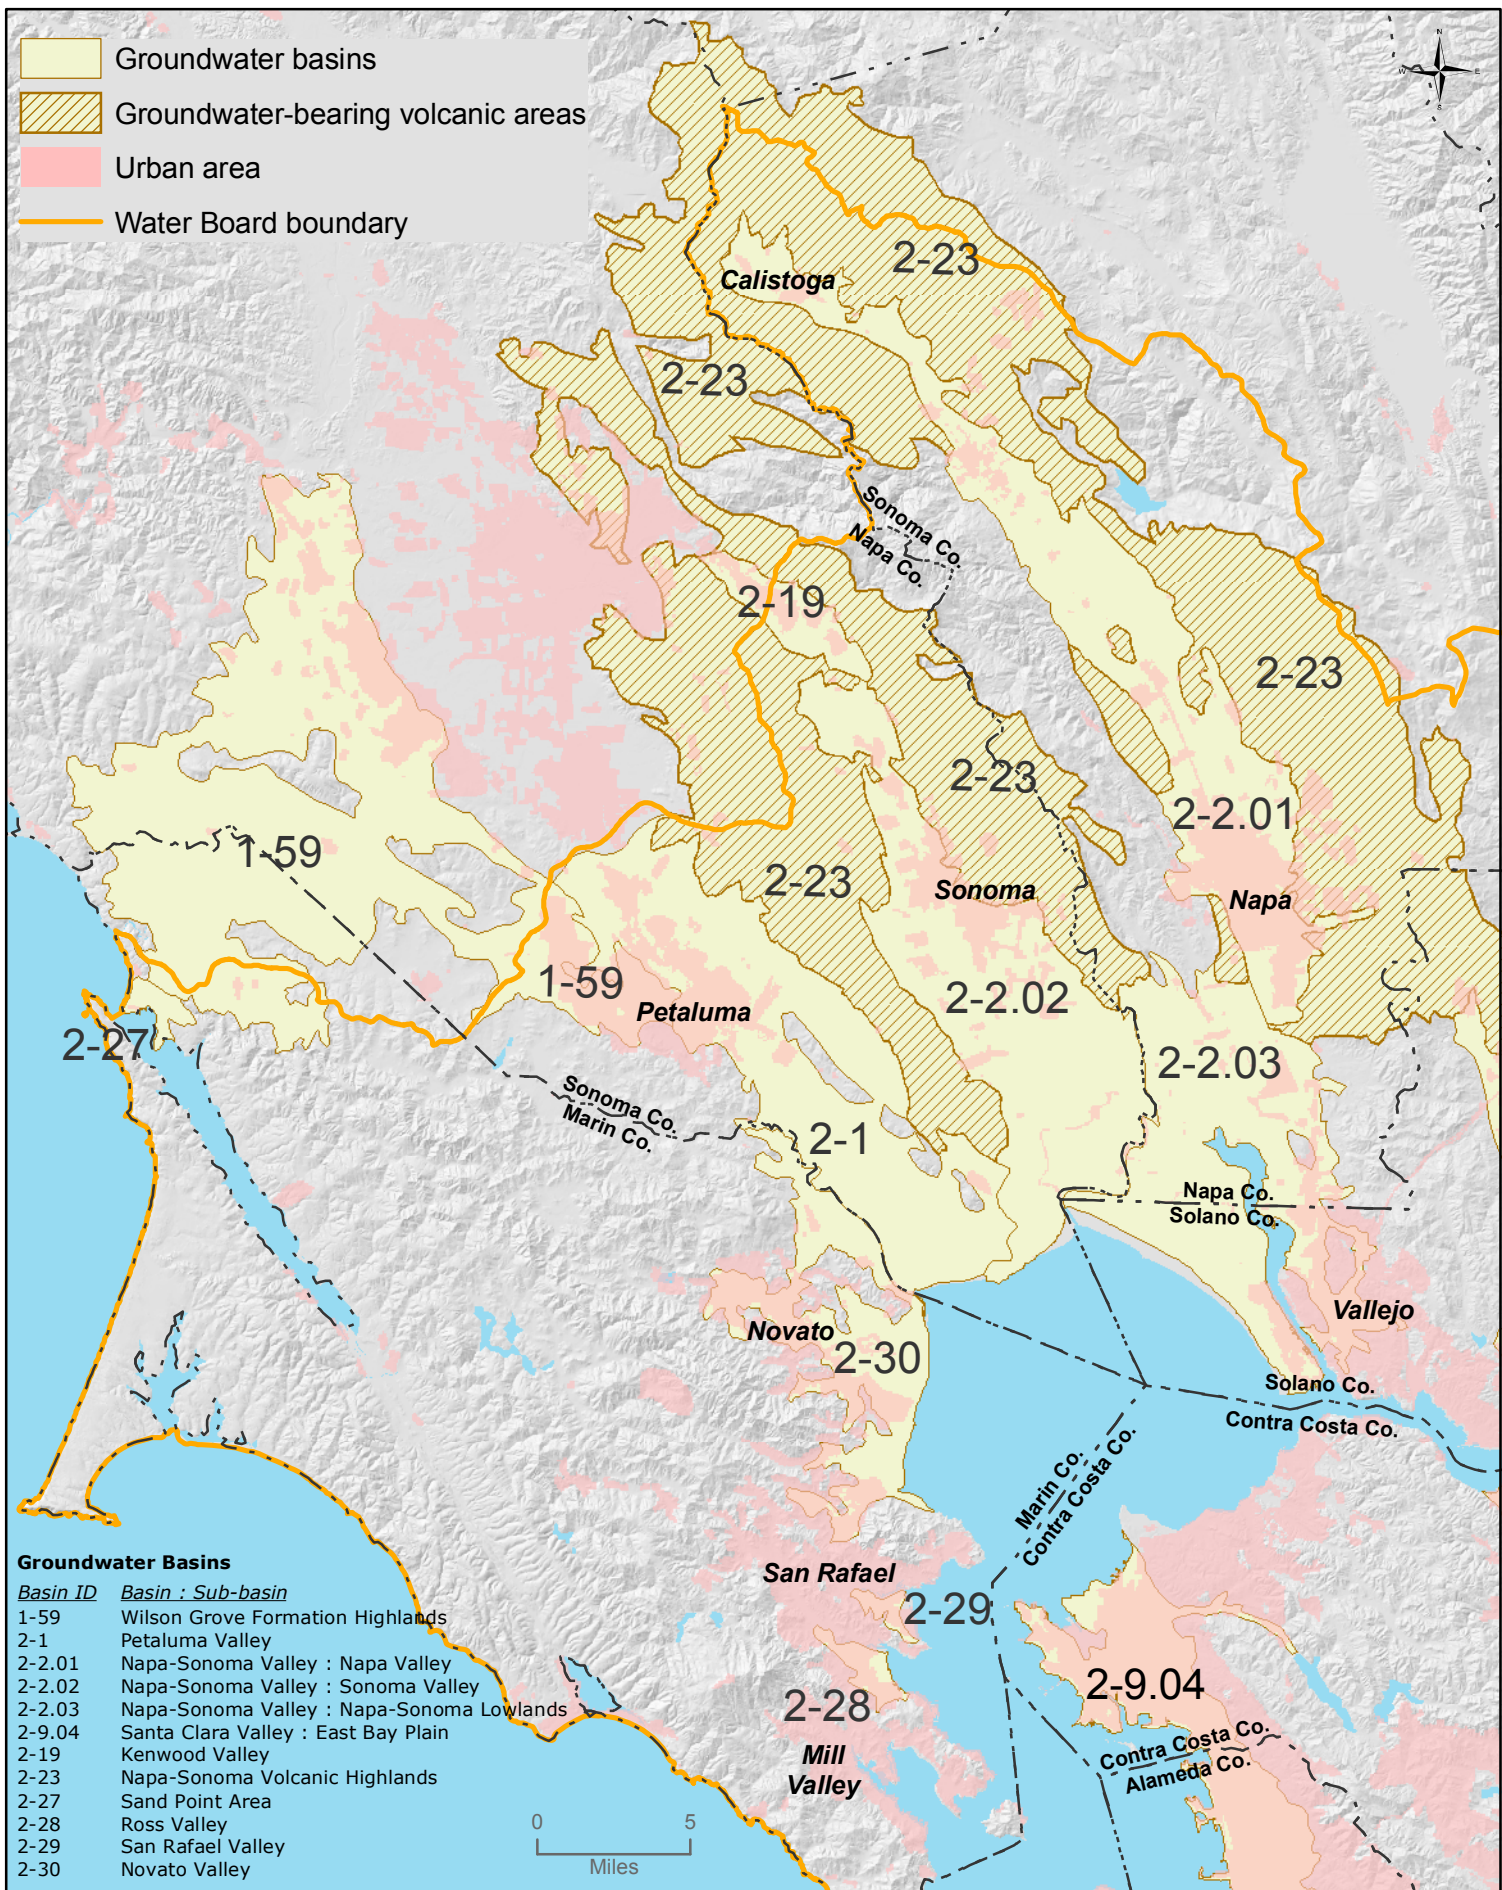 Groundwater basins
Groundwater-bearing volcanic areas
Urban area
Water Board boundary
N
W E
S
2-23
Calistoga
2-23
Sonoma Co.
Napa Co.
2-19
2-23
2-23
2-2.01
1-59
2-23
Sonoma
Napa
1-59
2-2.02
Petaluma
2-27
2-2.03
Sonoma Co.
Marin Co.
2-1
Napa Co.
Solano Co.
Vallejo
Novato
2-30
Solano Co.
Contra Costa Co.
Marin Co.
Contra Costa Co.
San Rafael
2-29
2-9.04
2-28
Mill
Valley
Contra Costa Co.
Alameda Co.
Groundwater Basins
Basin ID Basin : Sub-basin
1-59 Wilson Grove Formation Highlands
2-1 Petaluma Valley
2-2.01 Napa-Sonoma Valley : Napa Valley
2-2.02 Napa-Sonoma Valley : Sonoma Valley
2-2.03 Napa-Sonoma Valley : Napa-Sonoma Lowlands
2-9.04 Santa Clara Valley : East Bay Plain
2-19 Kenwood Valley
2-23 Napa-Sonoma Volcanic Highlands
2-27 Sand Point Area
2-28 Ross Valley
2-29 San Rafael Valley
2-30 Novato Valley
0 5
Miles